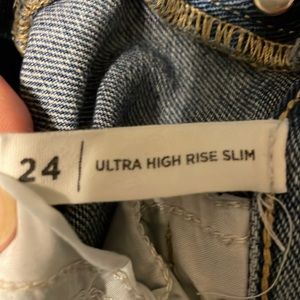 24 | ULTRA HIGH RISE SLIM